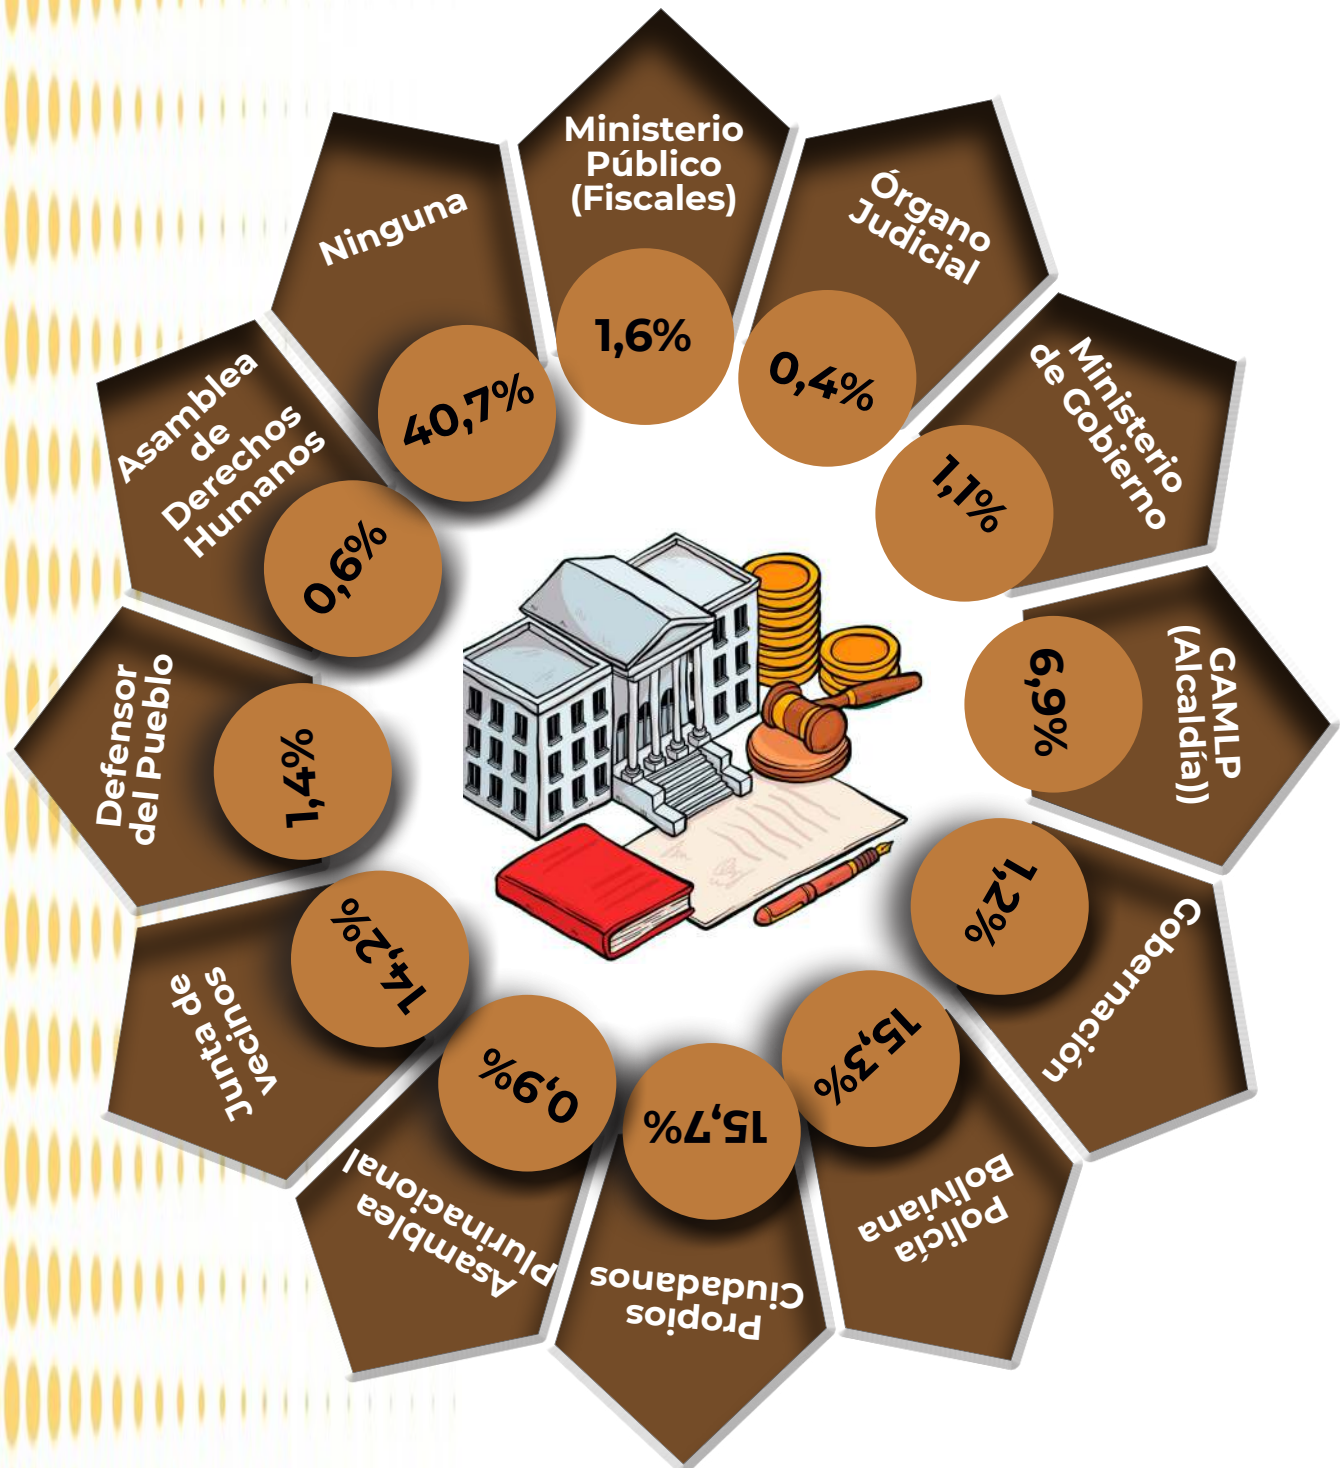 Ministerio
Público
(Fiscales)
1,6%
Órgano
Judicial
0,4%
Ministerio
de Gobierno
1,1%
GAMLP
(Alcaldía))
6,9%
Gobernación
1,2%
Policía
Boliviana
15,3%
Propios
Ciudadanos
15,7%
Asamblea
Plurinacional
0,9%
Junta de
vecinos
14,2%
Defensor
del Pueblo
1,4%
Asamblea
de
Derechos
Humanos
0,6%
Ninguna
40,7%